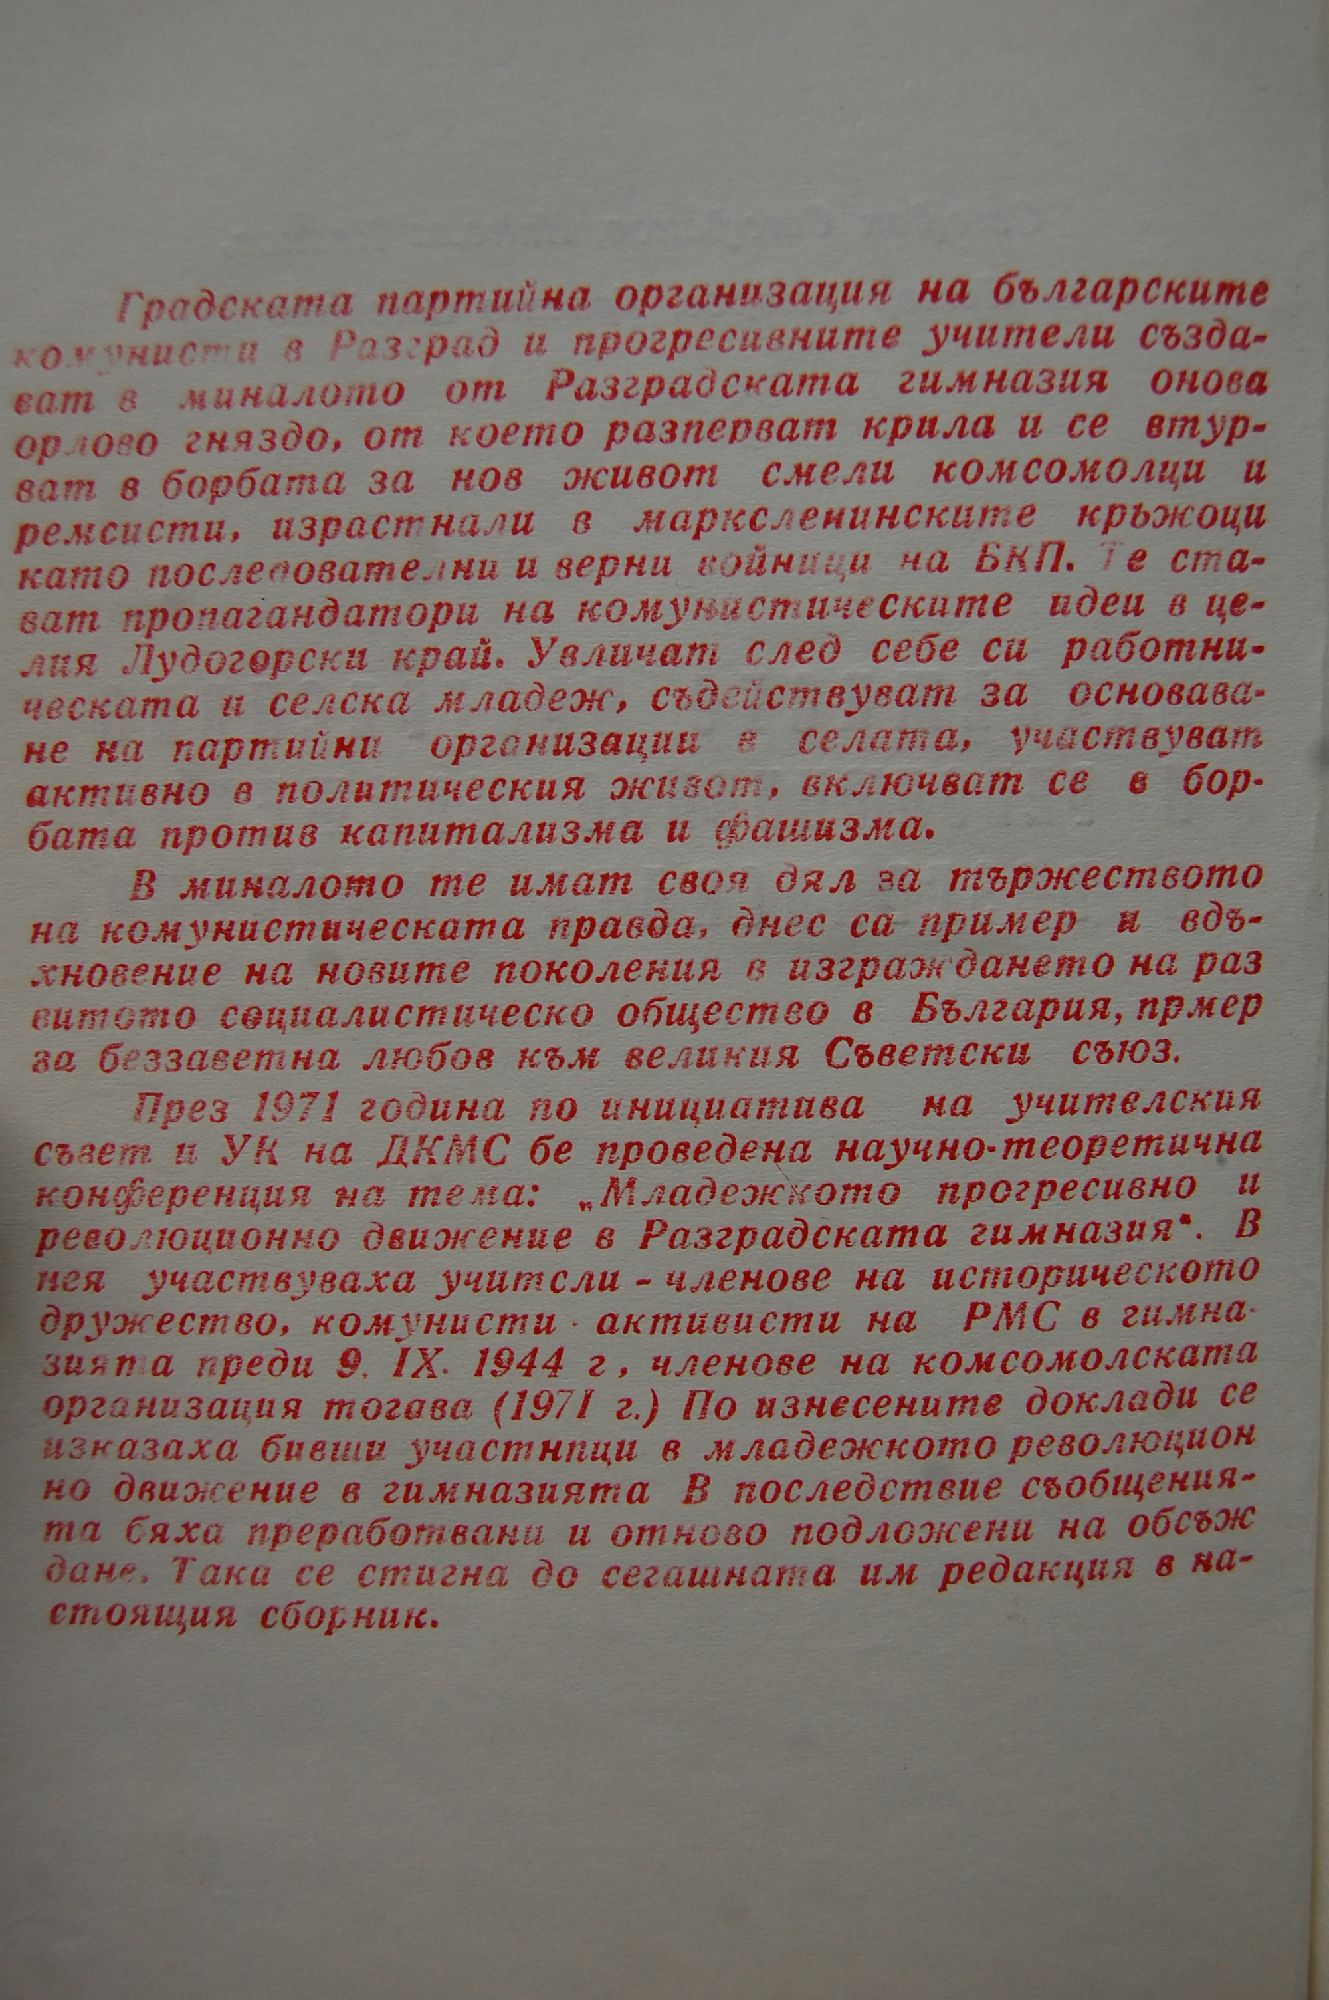 Градската партийна организация на българските
комунисти в Разград и прогресивните учители създа-
ват в миналото от Разградската гимназия онова
орлово гняздо, от което разперват крила и се втур-
ват в борбата за нов живот смели комсомолци и
ремсисти, израстнали в марксленинските кръжоци
като последователни и верни войници на БКП. Те ста-
ват пропагандатори на комунистическите идеи в це-
лия Лудогорски край. Увличат след себе си работни-
ческата и селска младеж, съдействуват за основава-
не на партийни организации в селата, участвуват
активно в политическия живот, включват се в бор-
бата против капитализма и фашизма.
В миналото те имат своя дял за тържеството
на комунистическата правда, днес са пример и вдъ-
хновение на новите поколения в изграждането на раз
витото социалистическо общество в България, прмер
за беззаветна любов към великия Съветски съюз.
През 1971 година по инициатива на учителския
съвет и УК на ДКМС бе проведена научно-теоретична
конференция на тема: „Младежкото прогресивно и
революционно движение в Разградската гимназия“. В
нея участвуваха учитсли - членове на историческото
дружество, комунисти - активисти на РМС в гимна-
зията преди 9. IX. 1944 г, членове на комсомолската
организация тогава (1971 г.) По изнесените доклади се
изказаха бивши участнпци в младежкото революцион
но движение в гимназията В последствие съобщения-
та бяха преработвани и отново подложени на обсъж
дане. Така се стигна до сегашната им редакция в на-
стоящия сборник.